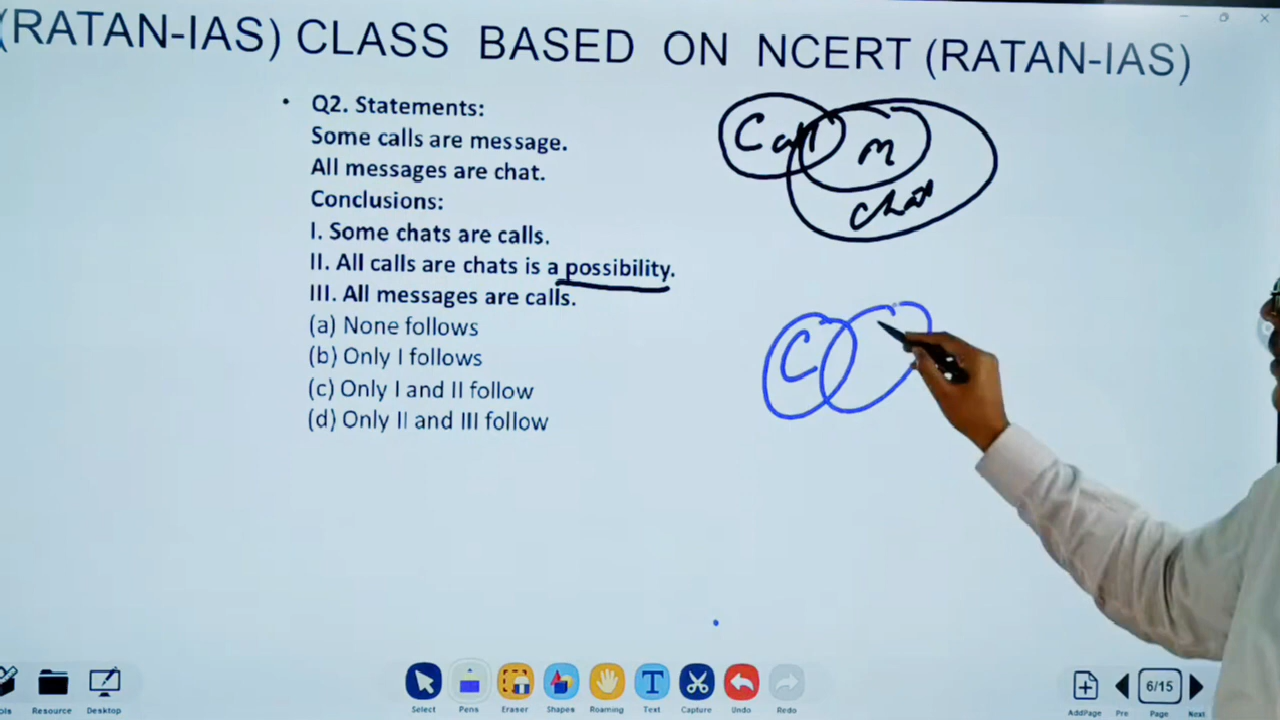 (RATAN-IAS) CLASS BASED ON NCERT (RATAN-IAS)
• Q2. Statements:
Some calls are message.
All messages are chat.
Conclusions:
I. Some chats are calls.
II. All calls are chats is a possibility.
III. All messages are calls.
(a) None follows
(b) Only I follows
(c) Only I and II follow
(d) Only II and III follow
Call M
chat
C
Resource Desktop Select Pens Eraser Shapes Roaming Text Capture Undo Redo AddPage Pre Page Next
6/15